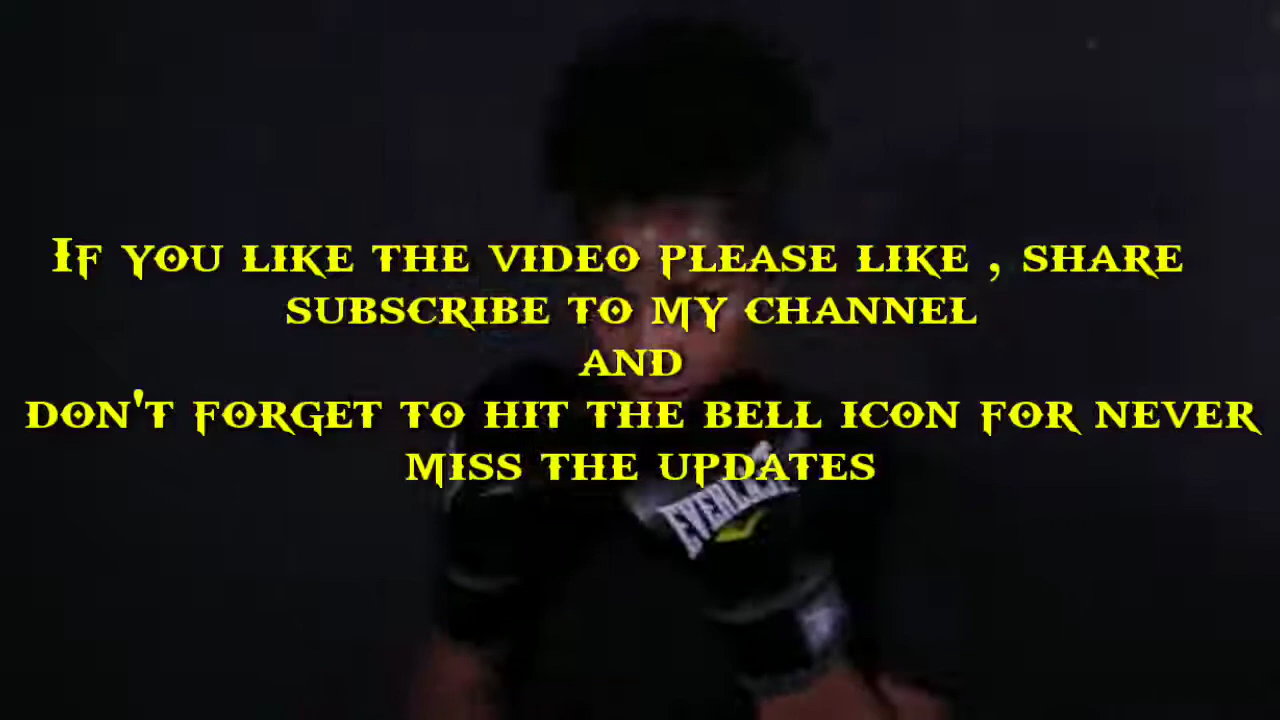 If you like the video please like , share
subscribe to my channel
and
don't forget to hit the bell icon for never
miss the updates
EVERLAST